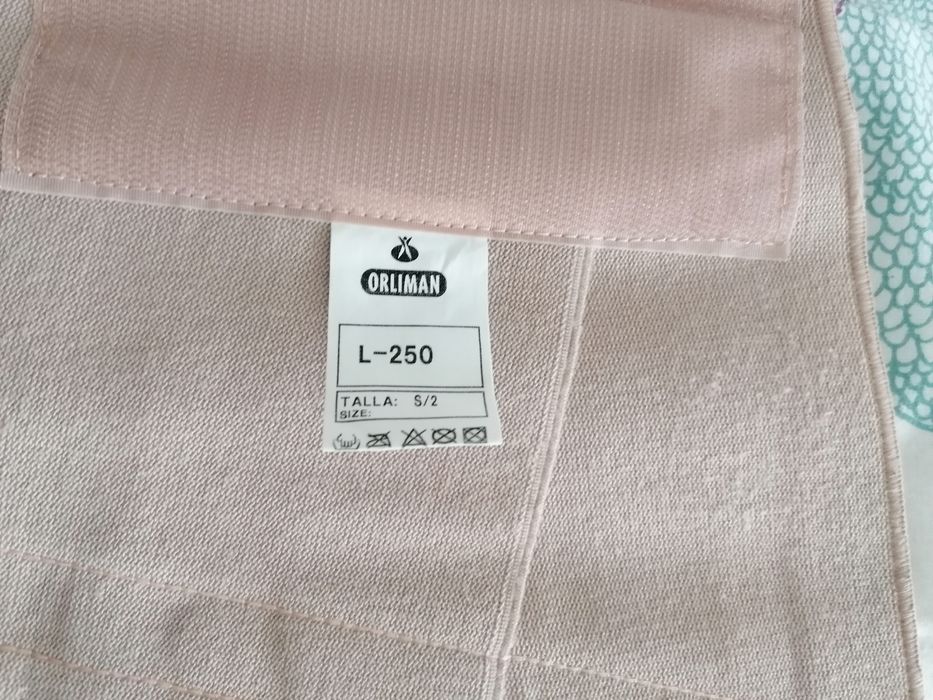 ORLIMAN
L-250
TALLA: S/2
SIZE: